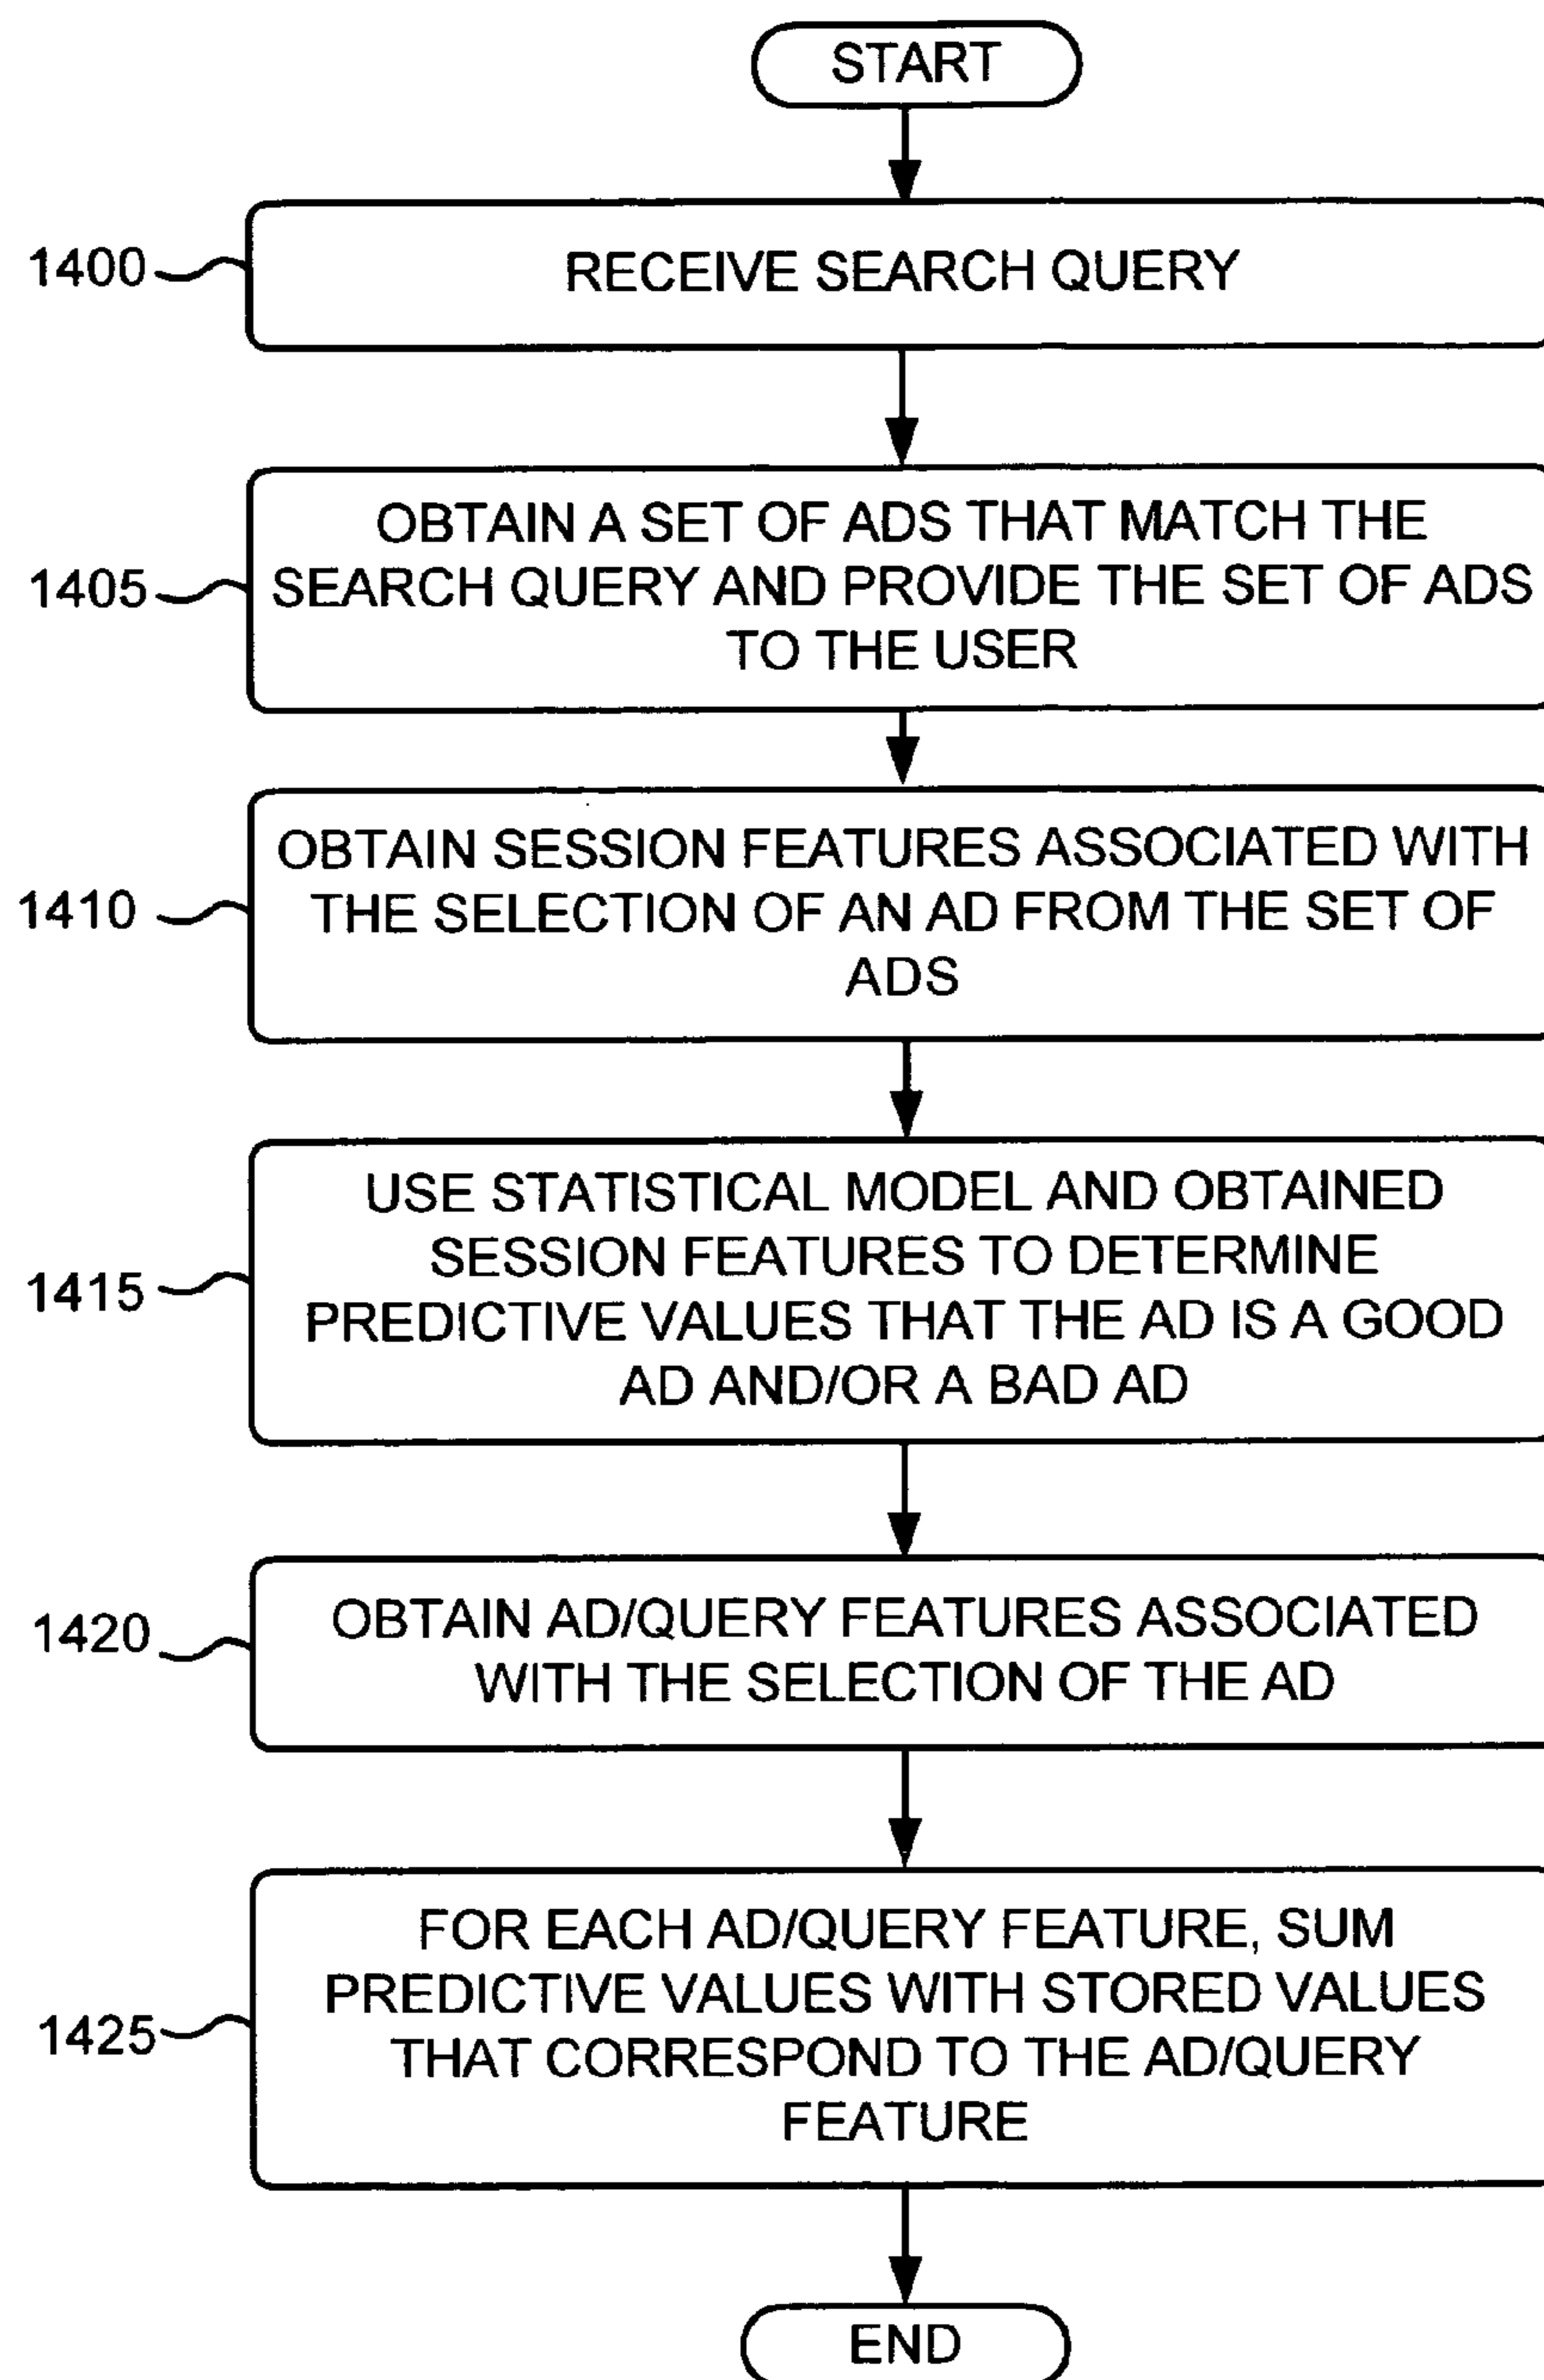 START
1400
RECEIVE SEARCH QUERY
1405
OBTAIN A SET OF ADS THAT MATCH THE
SEARCH QUERY AND PROVIDE THE SET OF ADS
TO THE USER
1410
OBTAIN SESSION FEATURES ASSOCIATED WITH
THE SELECTION OF AN AD FROM THE SET OF
ADS
1415
USE STATISTICAL MODEL AND OBTAINED
SESSION FEATURES TO DETERMINE
PREDICTIVE VALUES THAT THE AD IS A GOOD
AD AND/OR A BAD AD
1420
OBTAIN AD/QUERY FEATURES ASSOCIATED
WITH THE SELECTION OF THE AD
1425
FOR EACH AD/QUERY FEATURE, SUM
PREDICTIVE VALUES WITH STORED VALUES
THAT CORRESPOND TO THE AD/QUERY
FEATURE
END